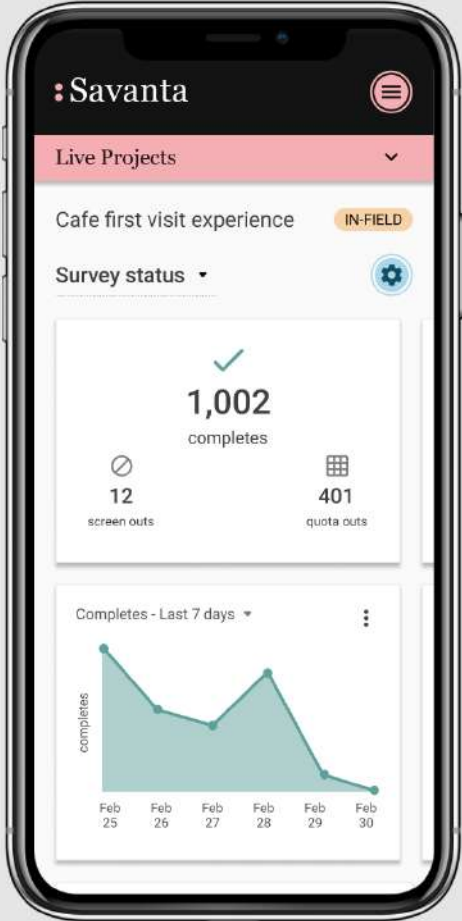 Savanta
Live Projects
Cafe first visit experience IN-FIELD
Survey status
1,002
completes
12 401
screen outs quota outs
Completes - Last 7 days
completes
Feb Feb Feb Feb Feb Feb
25 26 27 28 29 30